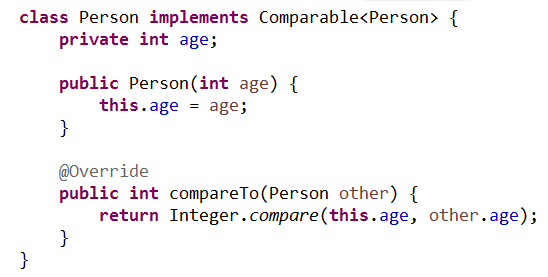 class Person implements Comparable<Person> {
    private int age;

    public Person(int age) {
        this.age = age;
    }

    @Override
    public int compareTo(Person other) {
        return Integer.compare(this.age, other.age);
    }
}